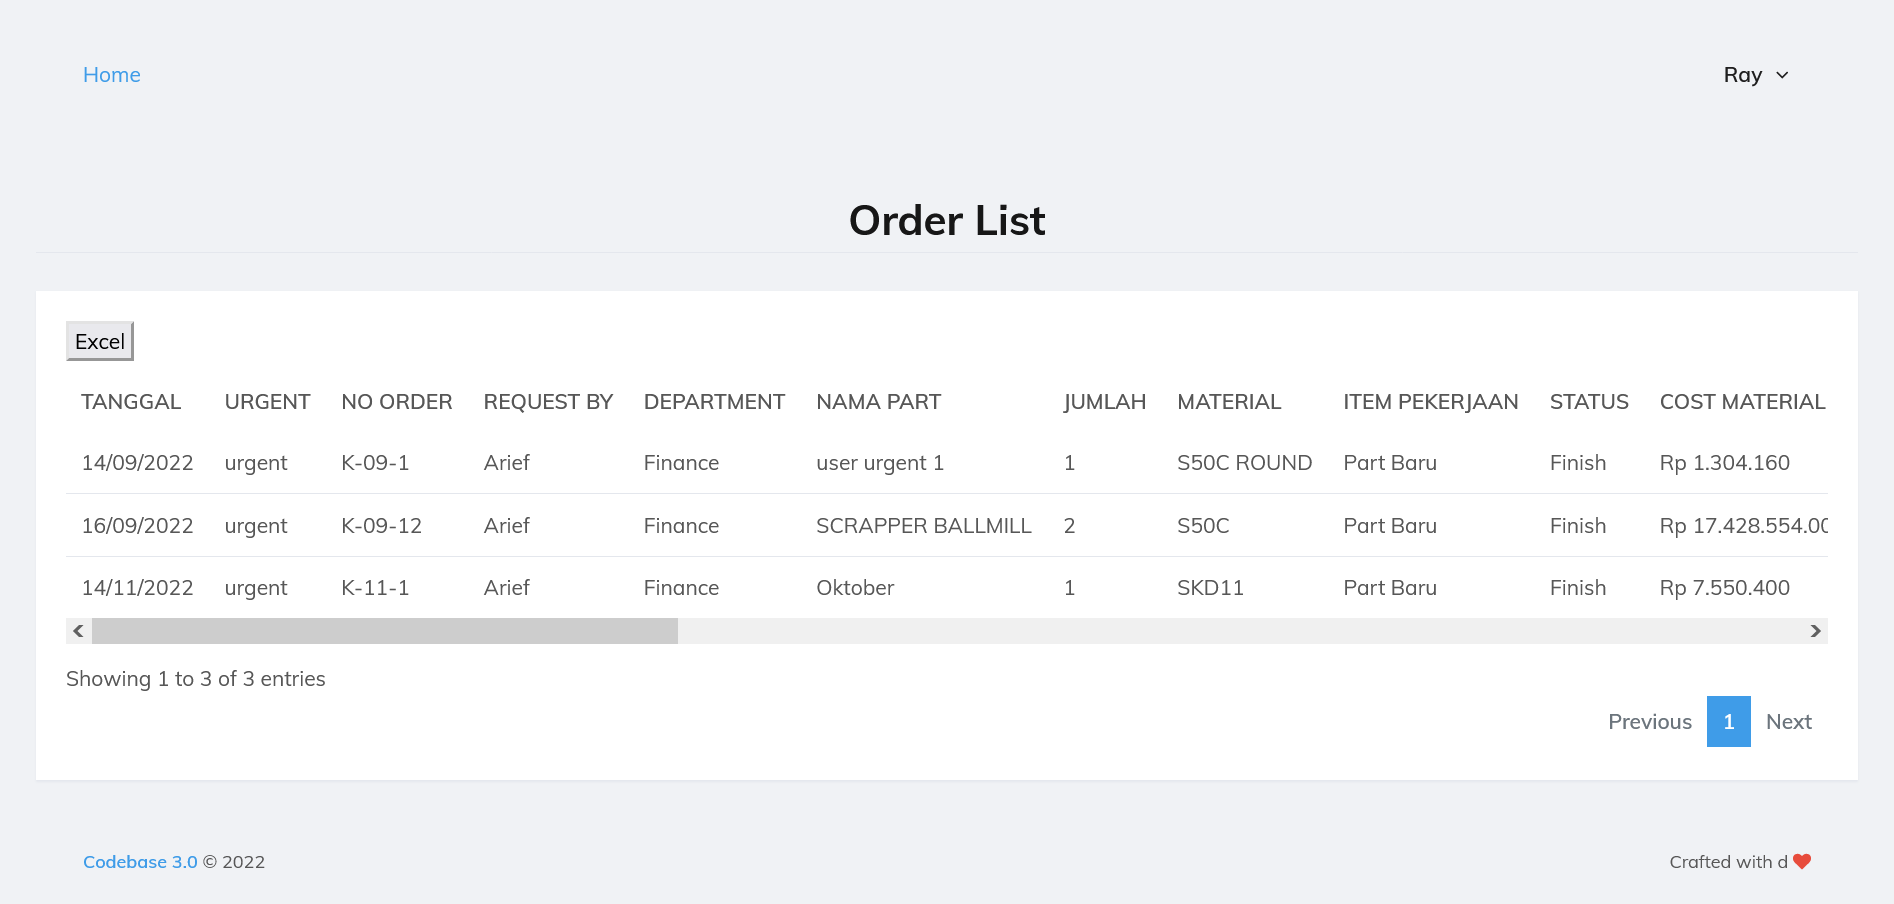 Home
Ray
Order List
Excel
TANGGAL URGENT NO ORDER REQUEST BY DEPARTMENT NAMA PART JUMLAH MATERIAL ITEM PEKERJAAN STATUS COST MATERIAL
14/09/2022 urgent K-09-1 Arief Finance user urgent 1 1 S50C ROUND Part Baru Finish Rp 1.304.160
16/09/2022 urgent K-09-12 Arief Finance SCRAPPER BALLMILL 2 S50C Part Baru Finish Rp 17.428.554.00
14/11/2022 urgent K-11-1 Arief Finance Oktober 1 SKD11 Part Baru Finish Rp 7.550.400
Showing 1 to 3 of 3 entries
Previous 1 Next
Codebase 3.0 © 2022
Crafted with d